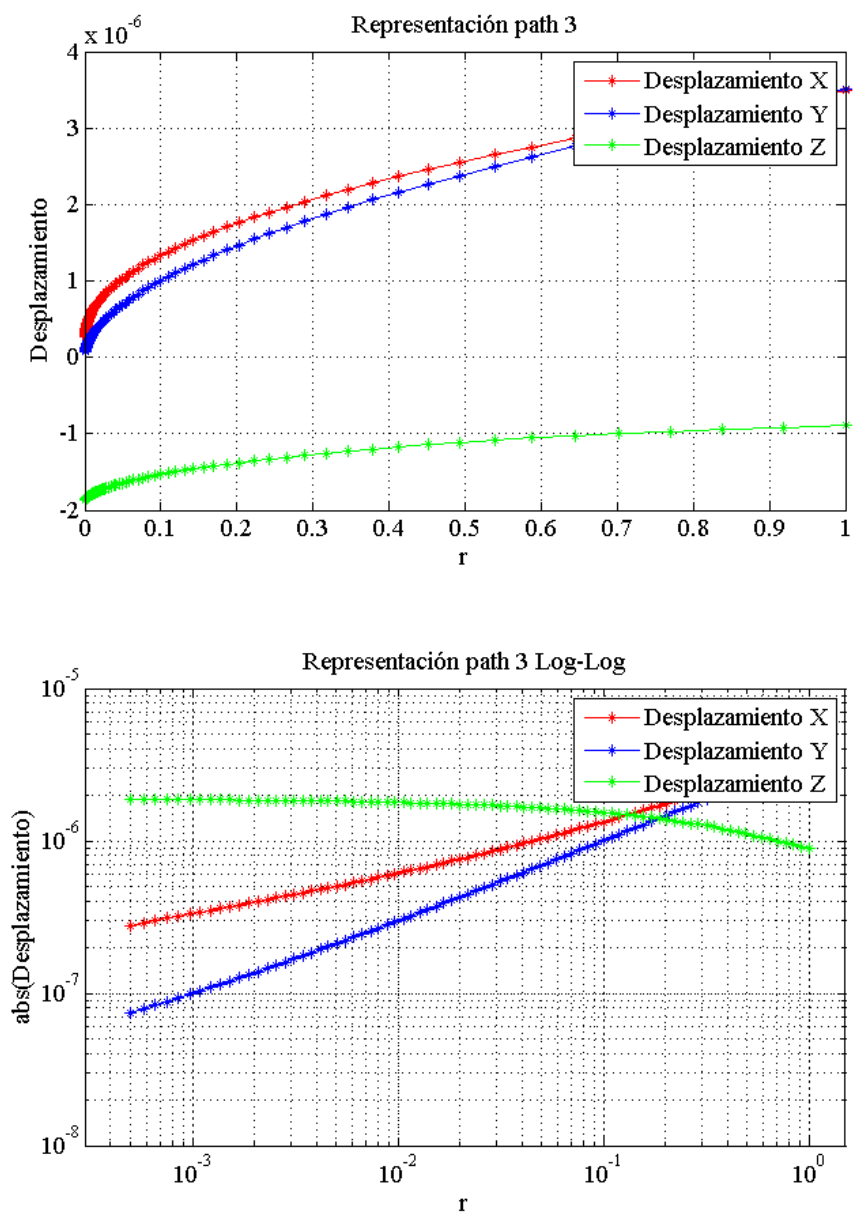 Representación path 3
x 10^-6
Desplazamiento X
Desplazamiento Y
Desplazamiento Z
4
3
2
1
0
-1
-2
Desplazamiento
0 0.1 0.2 0.3 0.4 0.5 0.6 0.7 0.8 0.9 1
r
Representación path 3 Log-Log
Desplazamiento X
Desplazamiento Y
Desplazamiento Z
10^-5
10^-6
10^-7
10^-8
abs(Desplazamiento)
10^-3 10^-2 10^-1 10^0
r